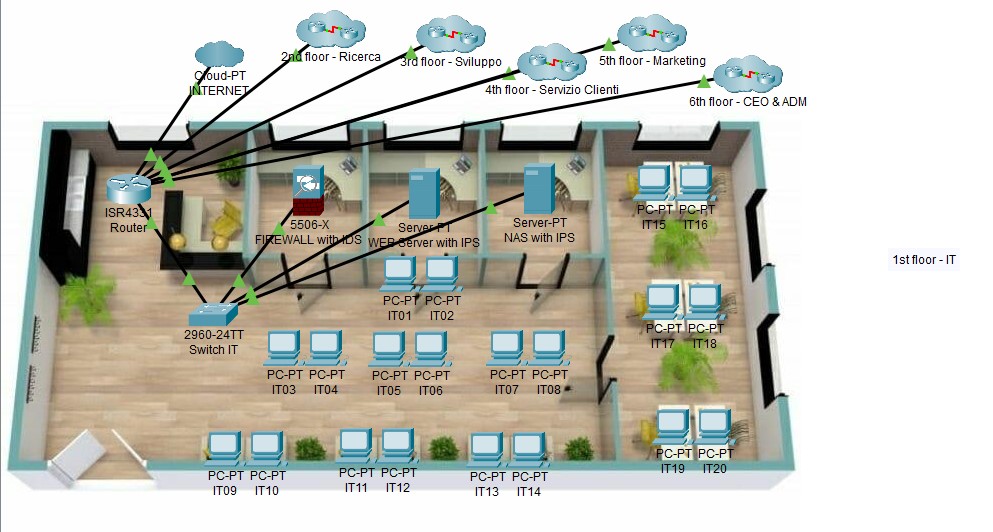 Cloud-PT
INTERNET
2nd floor - Ricerca
3rd floor - Sviluppo
4th floor - Servizio Clienti
5th floor - Marketing
6th floor - CEO & ADM
ISR4331
Router
5506-X
FIREWALL with IDS
Server-PT
WEB Server with IPS
Server-PT
NAS with IPS
PC-PT
IT15
PC-PT
IT16
1st floor - IT
PC-PT
IT01
PC-PT
IT02
2960-24TT
Switch IT
PC-PT
IT17
PC-PT
IT18
PC-PT
IT03
PC-PT
IT04
PC-PT
IT05
PC-PT
IT06
PC-PT
IT07
PC-PT
IT08
PC-PT
IT19
PC-PT
IT20
PC-PT
IT09
PC-PT
IT10
PC-PT
IT11
PC-PT
IT12
PC-PT
IT13
PC-PT
IT14